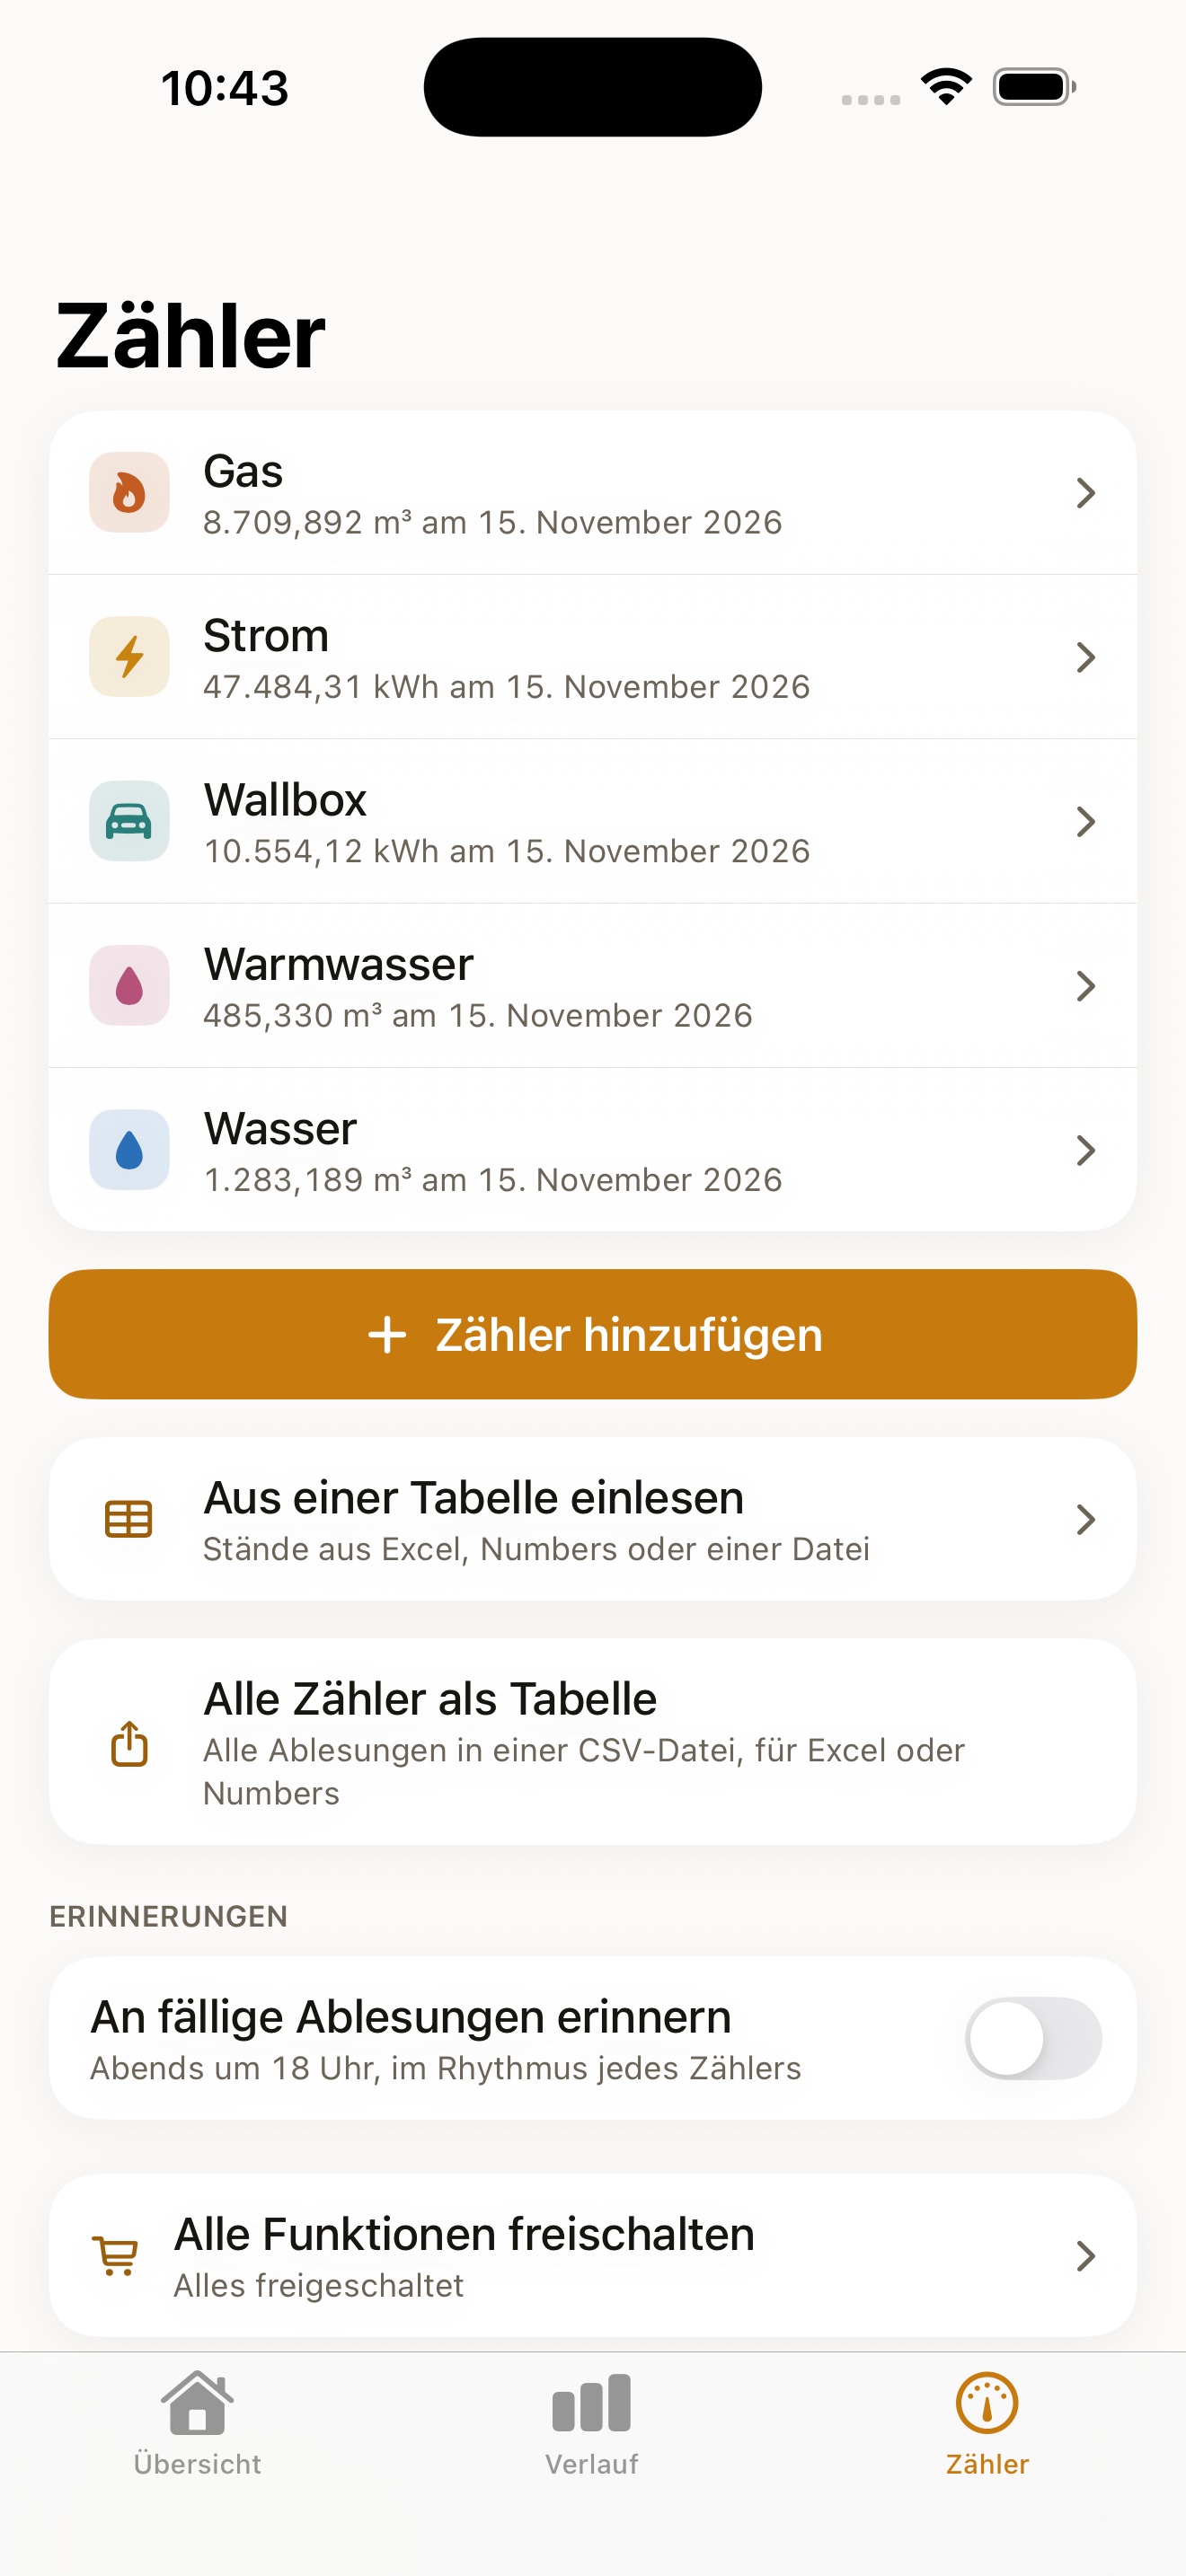 10:43
Zähler
Gas
8.709,892 m³ am 15. November 2026
Strom
47.484,31 kWh am 15. November 2026
Wallbox
10.554,12 kWh am 15. November 2026
Warmwasser
485,330 m³ am 15. November 2026
Wasser
1.283,189 m³ am 15. November 2026
+ Zähler hinzufügen
Aus einer Tabelle einlesen
Stände aus Excel, Numbers oder einer Datei
Alle Zähler als Tabelle
Alle Ablesungen in einer CSV-Datei, für Excel oder
Numbers
ERINNERUNGEN
An fällige Ablesungen erinnern
Abends um 18 Uhr, im Rhythmus jedes Zählers
Alle Funktionen freischalten
Alles freigeschaltet
Übersicht
Verlauf
Zähler